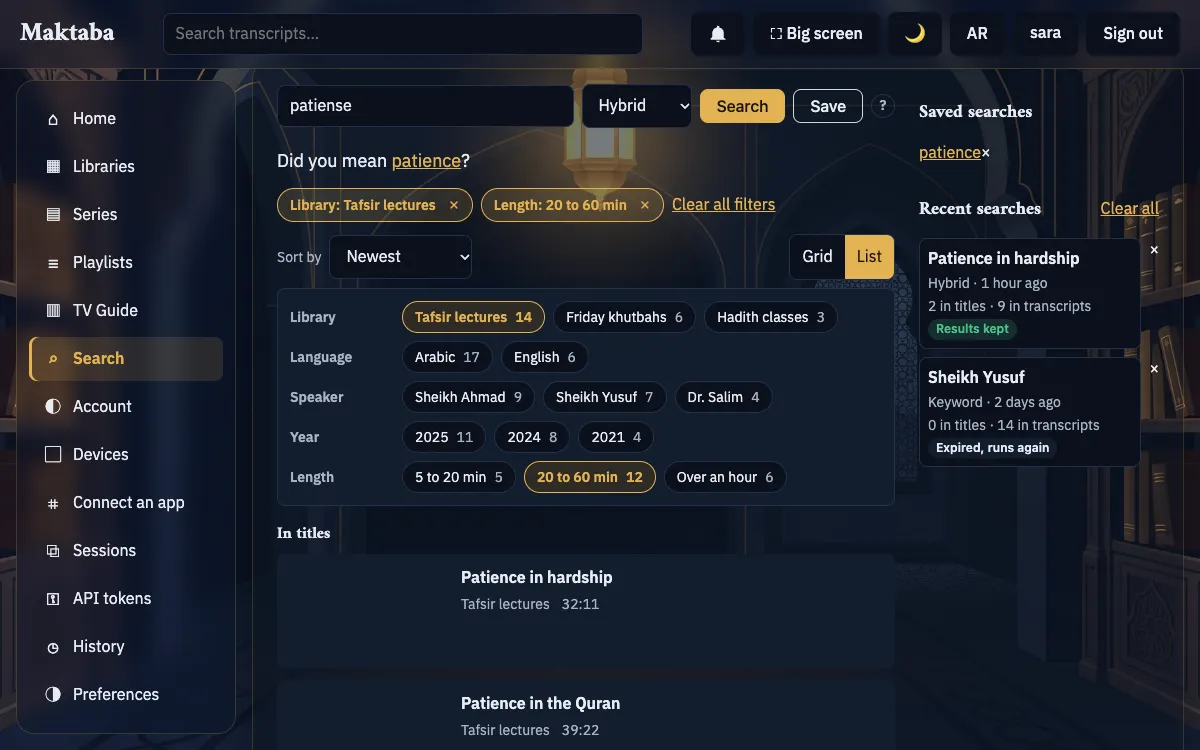 Maktaba
Search transcripts...
Big screen
AR
sara
Sign out
Home
Libraries
Series
Playlists
TV Guide
Search
Account
Devices
Connect an app
Sessions
API tokens
History
Preferences
patiense
Hybrid
Search
Save
?
Did you mean patience?
Library: Tafsir lectures ×
Length: 20 to 60 min ×
Clear all filters
Sort by
Newest
Grid
List
Library
Tafsir lectures 14
Friday khutbahs 6
Hadith classes 3
Language
Arabic 17
English 6
Speaker
Sheikh Ahmad 9
Sheikh Yusuf 7
Dr. Salim 4
Year
2025 11
2024 8
2021 4
Length
5 to 20 min 5
20 to 60 min 12
Over an hour 6
In titles
Patience in hardship
Tafsir lectures 32:11
Patience in the Quran
Tafsir lectures 39:22
Saved searches
patience×
Recent searches
Clear all
Patience in hardship
×
Hybrid · 1 hour ago
2 in titles · 9 in transcripts
Results kept
Sheikh Yusuf
×
Keyword · 2 days ago
0 in titles · 14 in transcripts
Expired, runs again